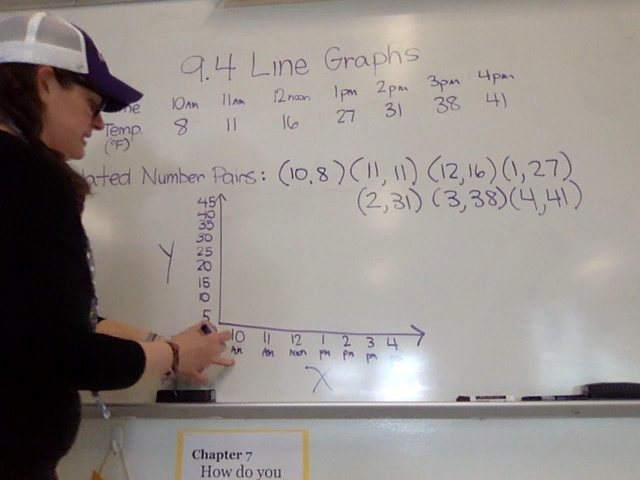 9.4 Line Graphs
10AM 11AM 12noon 1pm 2pm 3pm 4pm
Temp. 8 11 16 27 31 38 41
(°F)
Number Pairs: (10,8) (11,11) (12,16) (1,27)
(2,31) (3,38) (4,41)
45
40
35
30
25
20
15
10
5
Y
10 11 12 1 2 3 4
AM AM Noon pm pm pm
X
Chapter 7
How do you